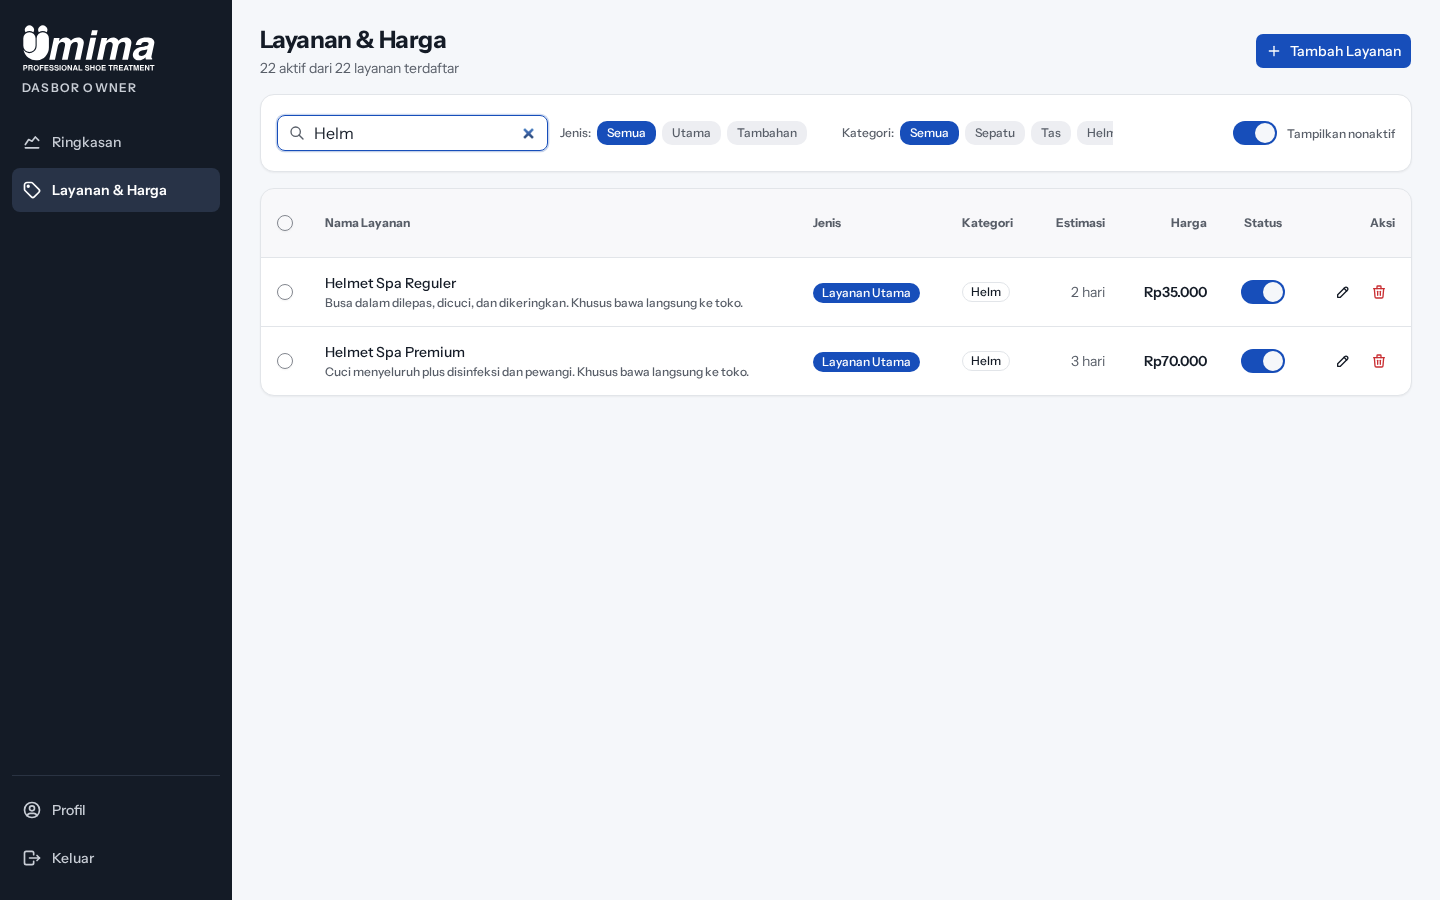 Ümima
PROFESSIONAL SHOE TREATMENT
DASBOR OWNER
Ringkasan
Layanan & Harga
Profil
Keluar
Layanan & Harga
22 aktif dari 22 layanan terdaftar
Tambah Layanan
Helm
Jenis: Semua Utama Tambahan
Kategori: Semua Sepatu Tas Helm
Tampilkan nonaktif
Nama Layanan Jenis Kategori Estimasi Harga Status Aksi
Helmet Spa Reguler
Busa dalam dilepas, dicuci, dan dikeringkan. Khusus bawa langsung ke toko.
Layanan Utama Helm 2 hari Rp35.000
Helmet Spa Premium
Cuci menyeluruh plus disinfeksi dan pewangi. Khusus bawa langsung ke toko.
Layanan Utama Helm 3 hari Rp70.000